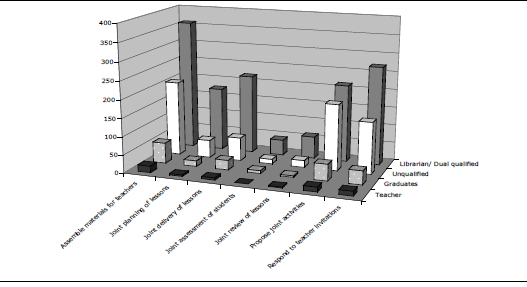 400
350
300
250
200
150
100
50
0
Librarian/ Dual qualified
Unqualified
Graduates
Teacher
Assemble materials for teachers
Joint planning of lessons
Joint delivery of lessons
Joint assessment of students
Joint review of lessons
Propose joint activities
Respond to teacher invitations